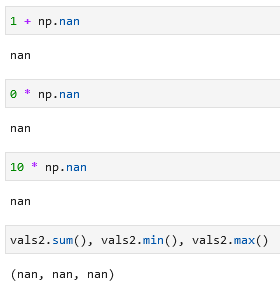 1 + np.nan
nan
0 * np.nan
nan
10 * np.nan
nan
vals2.sum(), vals2.min(), vals2.max()
(nan, nan, nan)